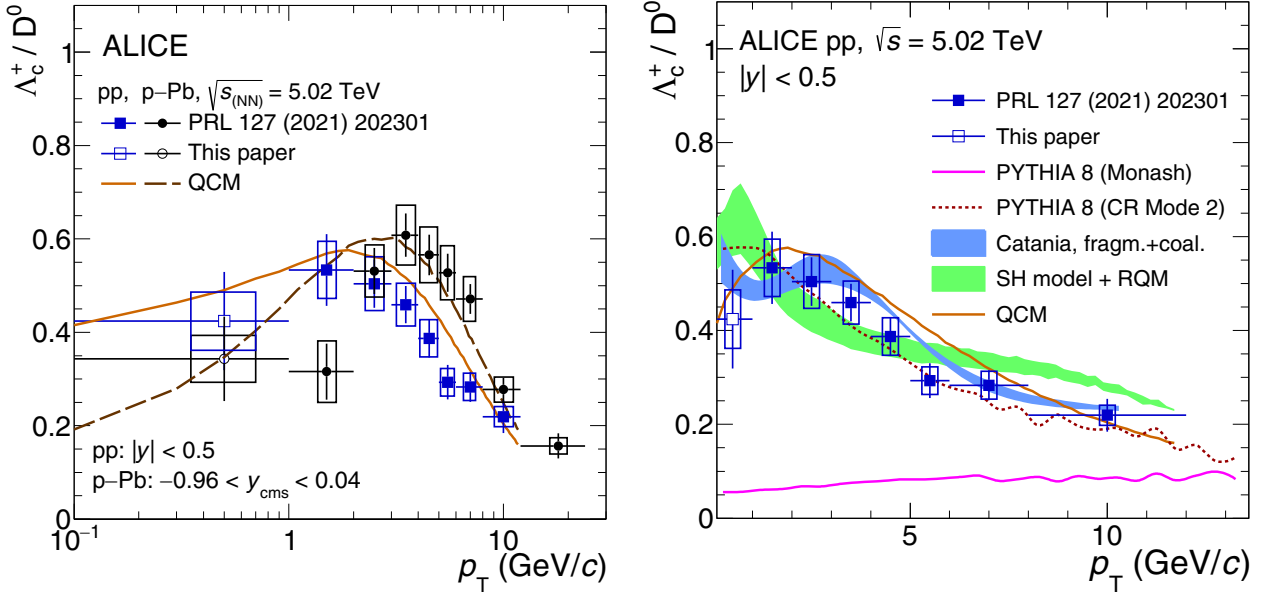 Λc+ / D0
1
0.8
0.6
0.4
0.2
0
ALICE
pp, p−Pb, √s(NN) = 5.02 TeV
PRL 127 (2021) 202301
This paper
QCM
pp: |y| < 0.5
p−Pb: −0.96 < ycms < 0.04
10−1
1
10
pT (GeV/c)
Λc+ / D0
1
0.8
0.6
0.4
0.2
0
ALICE pp, √s = 5.02 TeV
|y| < 0.5
PRL 127 (2021) 202301
This paper
PYTHIA 8 (Monash)
PYTHIA 8 (CR Mode 2)
Catania, fragm.+coal.
SH model + RQM
QCM
5
10
pT (GeV/c)